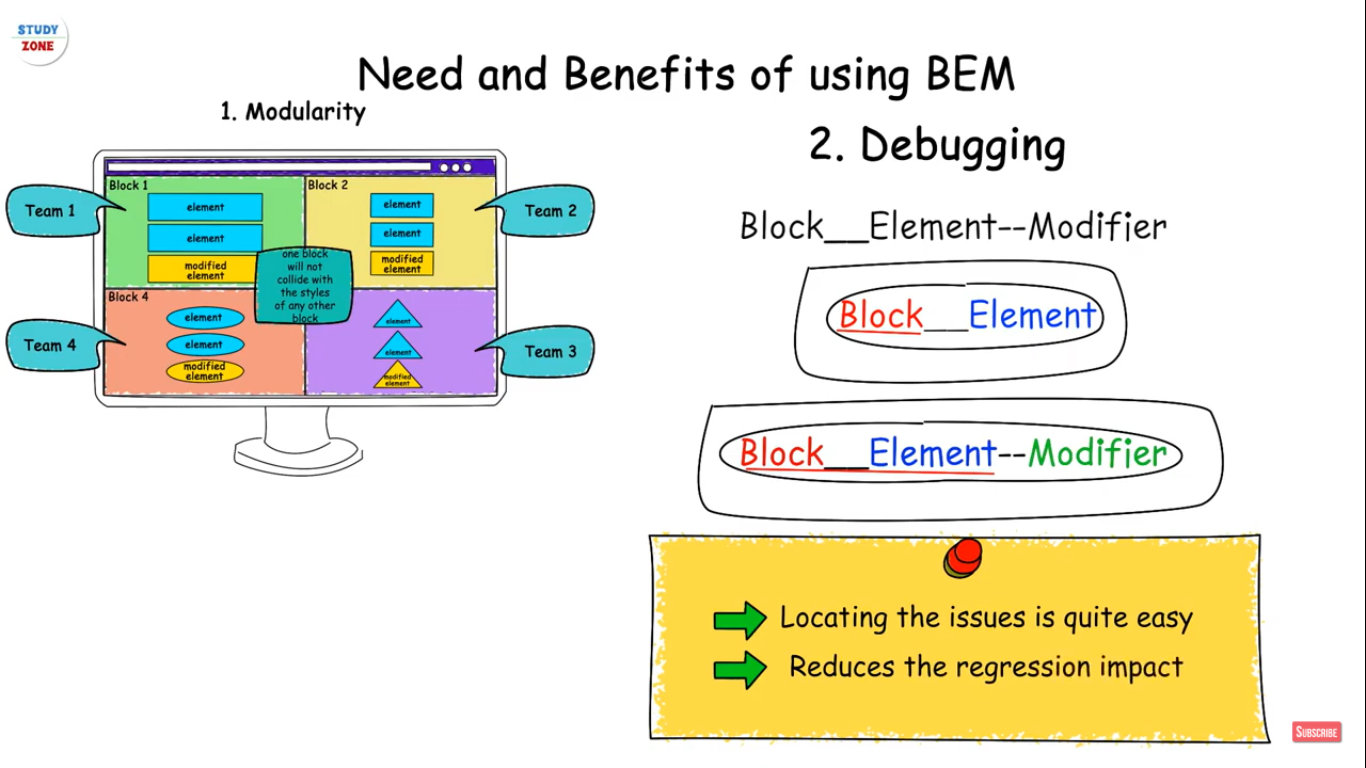 STUDY
ZONE
Need and Benefits of using BEM
1. Modularity
Block 1
element
element
modified
element
Block 2
element
element
modified
element
Team 1
Team 2
one block
will not
collide with
the styles
of any other
block
Block 4
element
element
modified
element
element
element
modified
element
Team 4
Team 3
2. Debugging
Block__Element--Modifier
Block__Element
Block__Element--Modifier
Locating the issues is quite easy
Reduces the regression impact
SUBSCRIBE